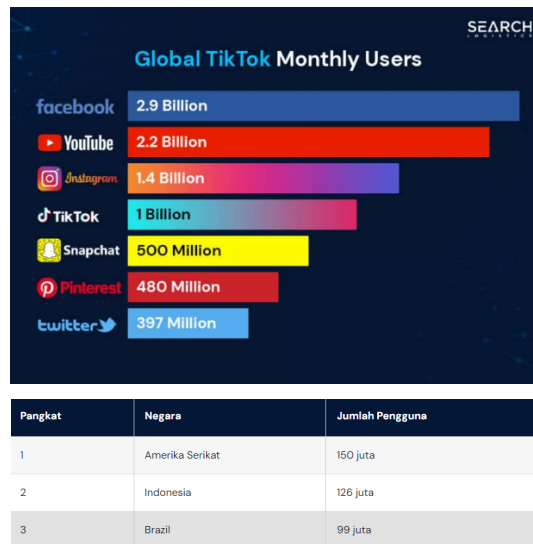 SEARCH
LOGISTICS
Global TikTok Monthly Users
facebook 2.9 Billion
YouTube 2.2 Billion
Instagram 1.4 Billion
TikTok 1 Billion
Snapchat 500 Million
Pinterest 480 Million
twitter 397 Million
Pangkat Negara Jumlah Pengguna
1 Amerika Serikat 150 juta
2 Indonesia 126 juta
3 Brazil 99 juta